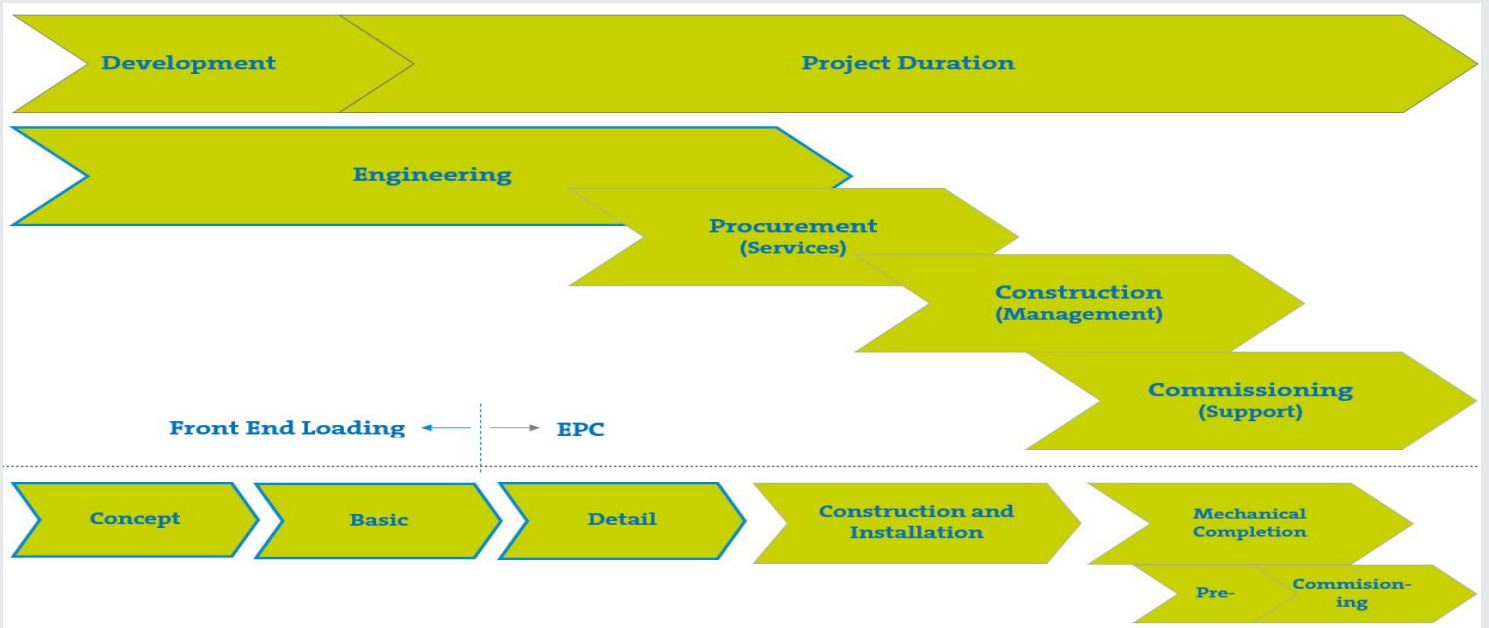 Development
Project Duration
Engineering
Procurement
(Services)
Construction
(Management)
Commissioning
(Support)
Front End Loading
EPC
Concept
Basic
Detail
Construction and
Installation
Mechanical
Completion
Pre-
Commision-
ing